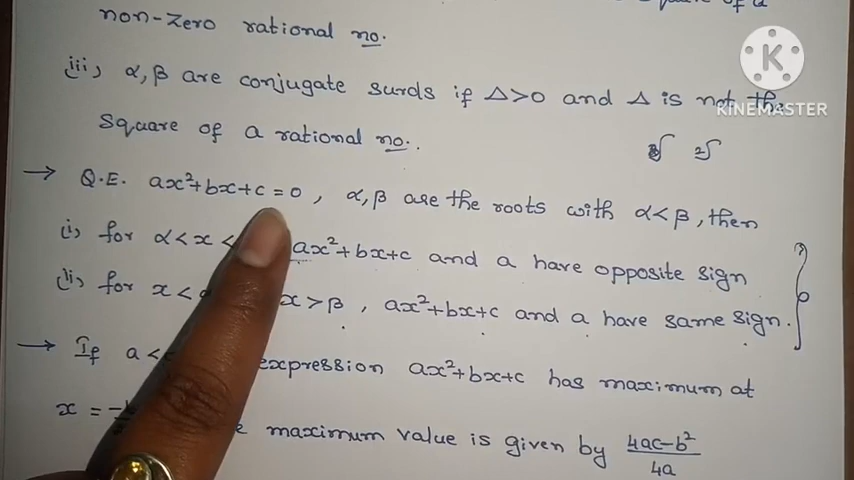 non-zero rational no.
KINEMASTER
iii) α, β are conjugate surds if Δ>0 and Δ is not the
square of a rational no.
→ Q.E. ax²+bx+c=0, α, β are the roots with α<β, then
(i) for α<x< ax²+bx+c and a have opposite sign
(ii) for x< x>β, ax²+bx+c and a have same sign.
→ If a< expression ax²+bx+c has maximum at
x = maximum value is given by 4ac-b²/4a